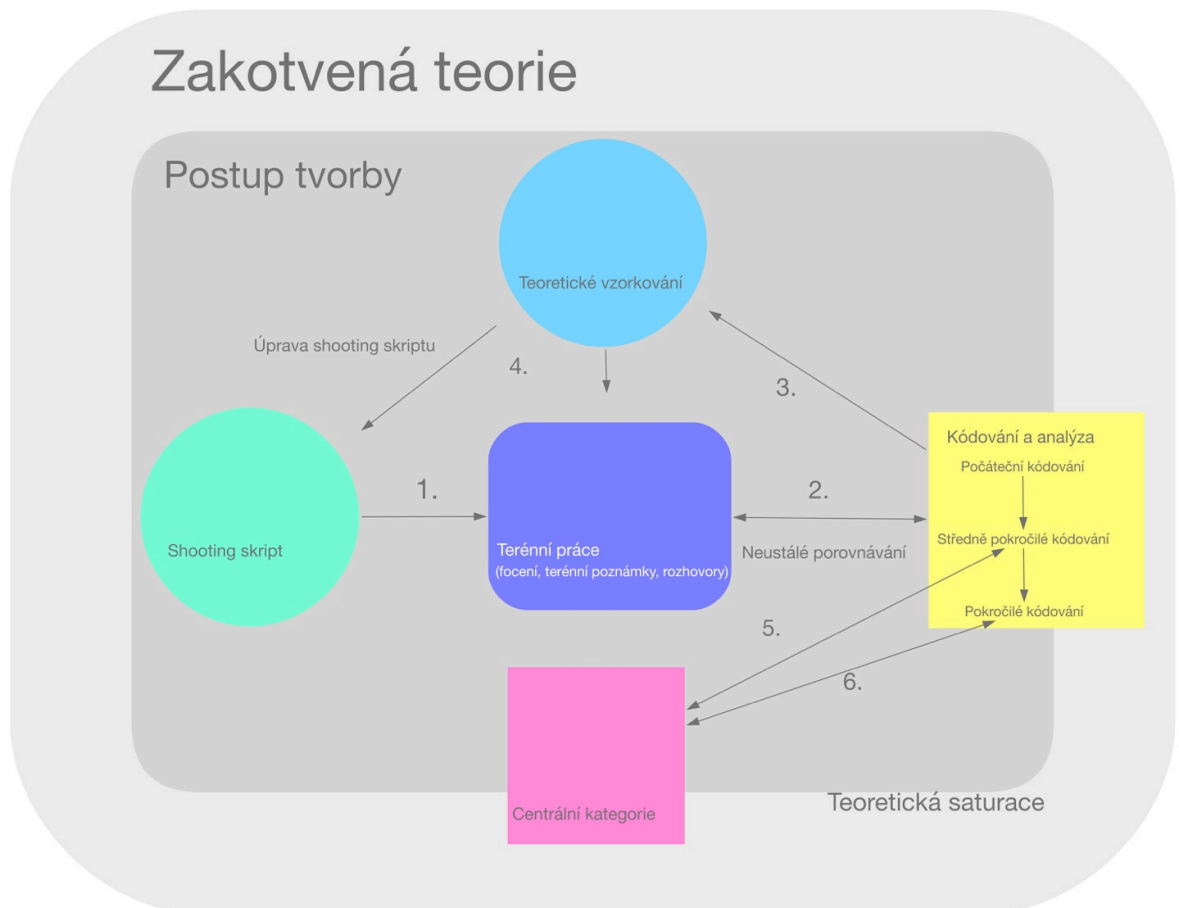 Zakotvená teorie
Postup tvorby
Teoretické vzorkování
Úprava shooting skriptu
4.
3.
Kódování a analýza
Počáteční kódování
1.
2.
Středně pokročilé kódování
Shooting skript
Terénní práce
(focení, terénní poznámky, rozhovory)
Neustálé porovnávání
Pokročilé kódování
5.
6.
Teoretická saturace
Centrální kategorie